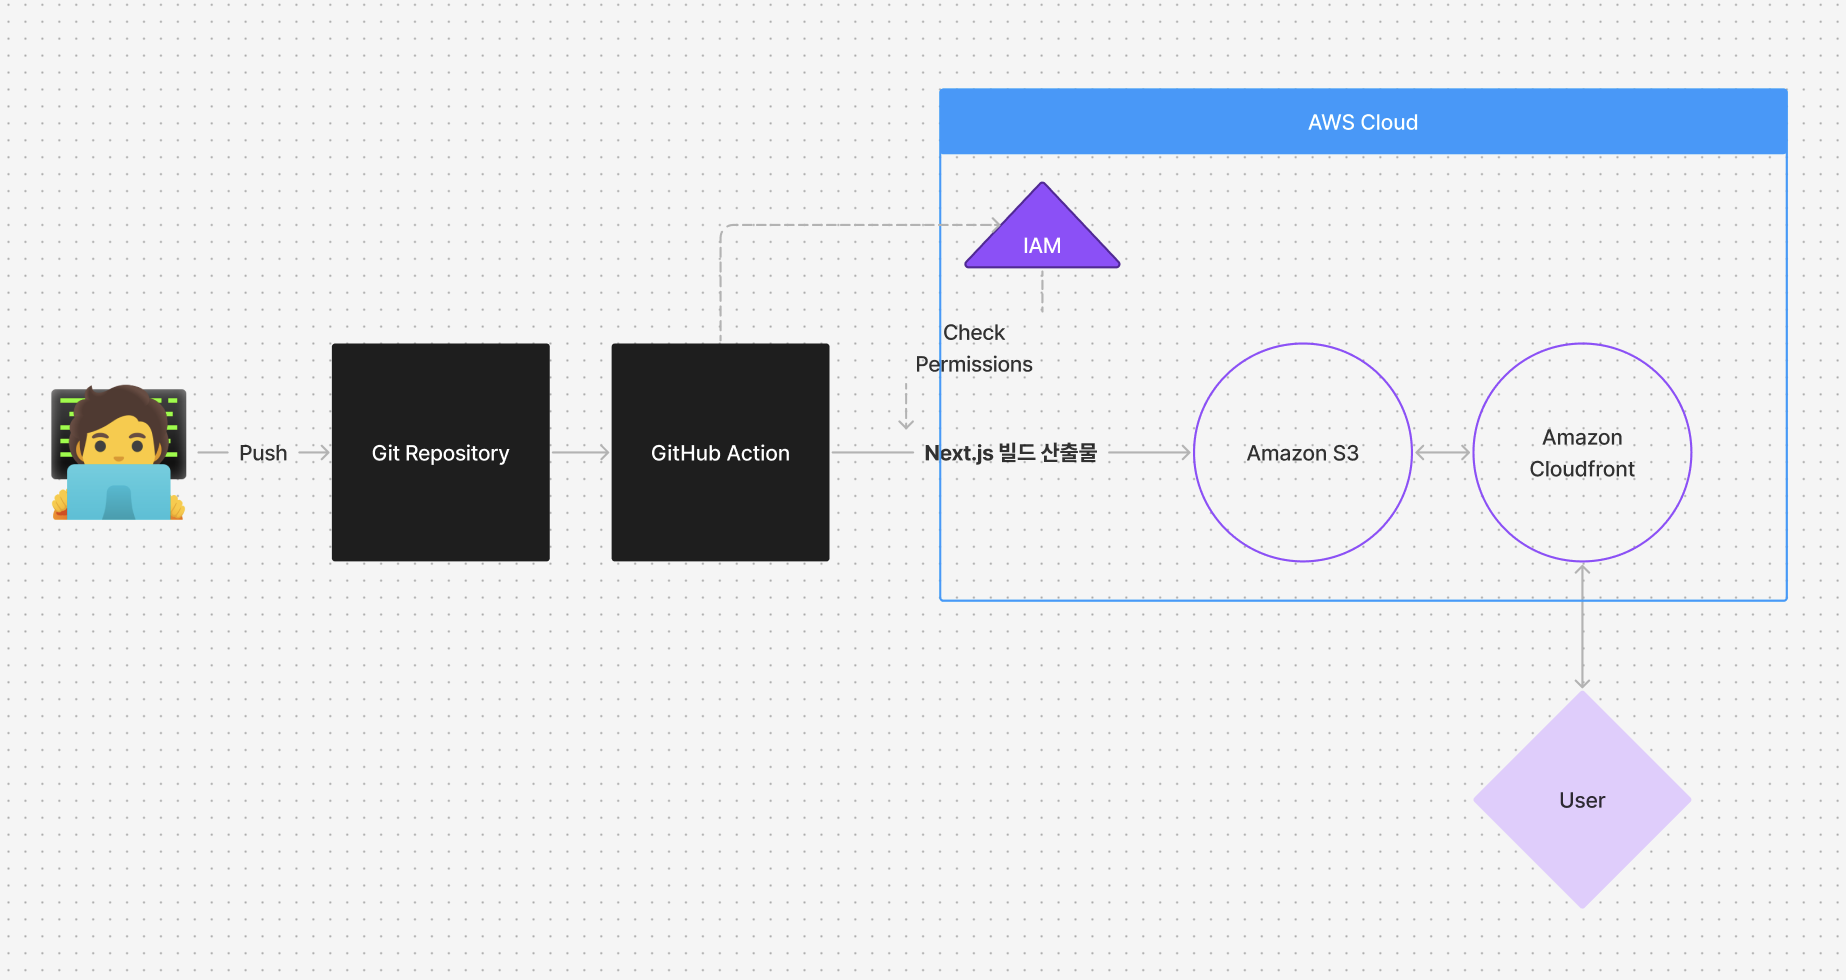 AWS Cloud
IAM
Check
Permissions
Push
Git Repository
GitHub Action
Next.js 빌드 산출물
Amazon S3
Amazon
Cloudfront
User